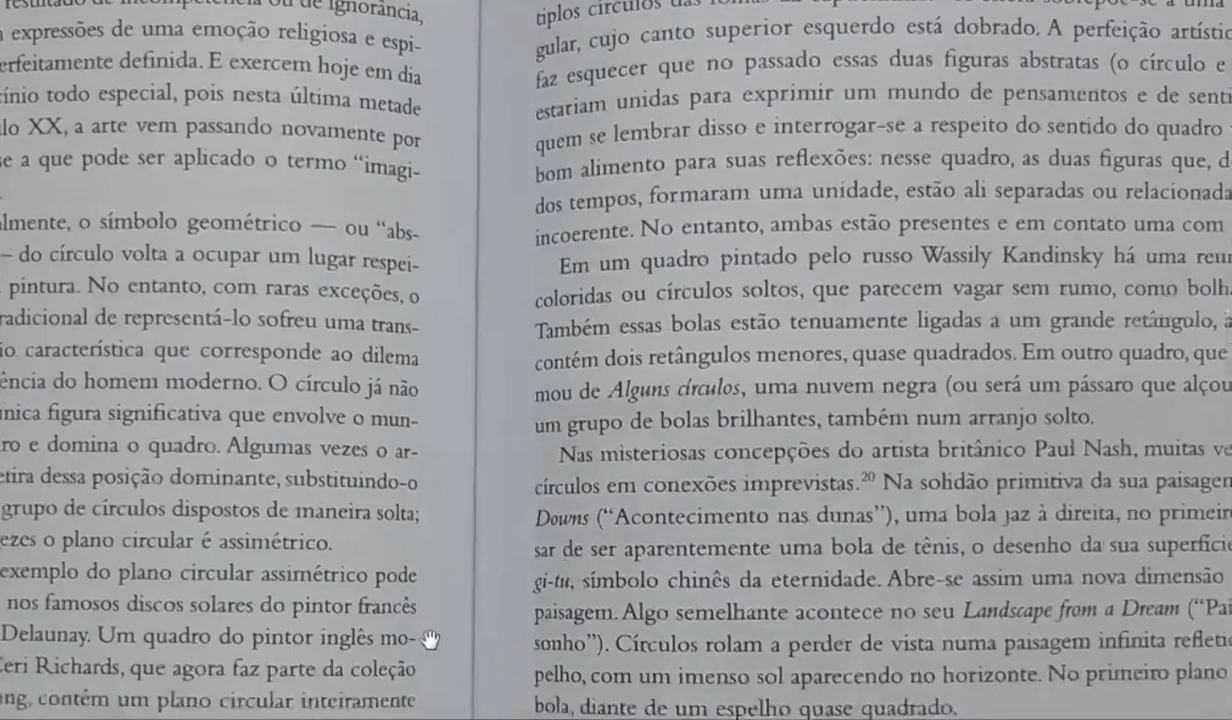 resultado de incompetência ou de ignorância,
expressões de uma emoção religiosa e espi-
erfeitamente definida. E exercem hoje em dia
ínio todo especial, pois nesta última metade
lo XX, a arte vem passando novamente por
se a que pode ser aplicado o termo “imagi-
lmente, o símbolo geométrico — ou “abs-
– do círculo volta a ocupar um lugar respei-
pintura. No entanto, com raras exceções, o
radicional de representá-lo sofreu uma trans-
ão característica que corresponde ao dilema
ência do homem moderno. O círculo já não
nica figura significativa que envolve o mun-
ro e domina o quadro. Algumas vezes o ar-
etira dessa posição dominante, substituindo-o
grupo de círculos dispostos de maneira solta;
ezes o plano circular é assimétrico.
exemplo do plano circular assimétrico pode
nos famosos discos solares do pintor francês
Delaunay. Um quadro do pintor inglês mo-
Ceri Richards, que agora faz parte da coleção
ng, contém um plano circular inteiramente
tiplos círculos
gular, cujo canto superior esquerdo está dobrado. A perfeição artístic
faz esquecer que no passado essas duas figuras abstratas (o círculo e
estariam unidas para exprimir um mundo de pensamentos e de senti
quem se lembrar disso e interrogar-se a respeito do sentido do quadro
bom alimento para suas reflexões: nesse quadro, as duas figuras que, d
dos tempos, formaram uma unidade, estão ali separadas ou relacionada
incoerente. No entanto, ambas estão presentes e em contato uma com
Em um quadro pintado pelo russo Wassily Kandinsky há uma reun
coloridas ou círculos soltos, que parecem vagar sem rumo, como bolh
Também essas bolas estão tenuamente ligadas a um grande retângulo,
contém dois retângulos menores, quase quadrados. Em outro quadro, que
mou de Alguns círculos, uma nuvem negra (ou será um pássaro que alçou
um grupo de bolas brilhantes, também num arranjo solto.
Nas misteriosas concepções do artista britânico Paul Nash, muitas ve
círculos em conexões imprevistas.²⁰ Na solidão primitiva da sua paisagem
Downs (“Acontecimento nas dunas”), uma bola jaz à direita, no primeir
sar de ser aparentemente uma bola de tênis, o desenho da sua superfície
gi-tu, símbolo chinês da eternidade. Abre-se assim uma nova dimensão
paisagem. Algo semelhante acontece no seu Landscape from a Dream (“Pai
sonho”). Círculos rolam a perder de vista numa paisagem infinita refleti
pelho, com um imenso sol aparecendo no horizonte. No primeiro plano
bola, diante de um espelho quase quadrado.